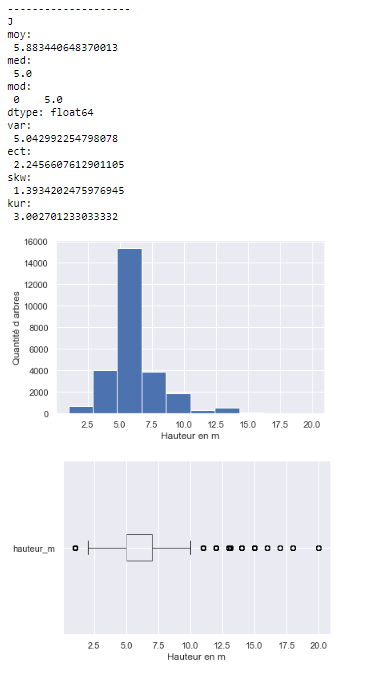 --------------------
J
moy:
 5.883440648370013
med:
 5.0
mod:
 0    5.0
dtype: float64
var:
 5.042992254798078
ect:
 2.2456607612901105
skw:
 1.3934202475976945
kur:
 3.002701233033332
16000
14000
12000
10000
8000
6000
4000
2000
0
Quantité d arbres
2.5 5.0 7.5 10.0 12.5 15.0 17.5 20.0
Hauteur en m
hauteur_m
2.5 5.0 7.5 10.0 12.5 15.0 17.5 20.0
Hauteur en m